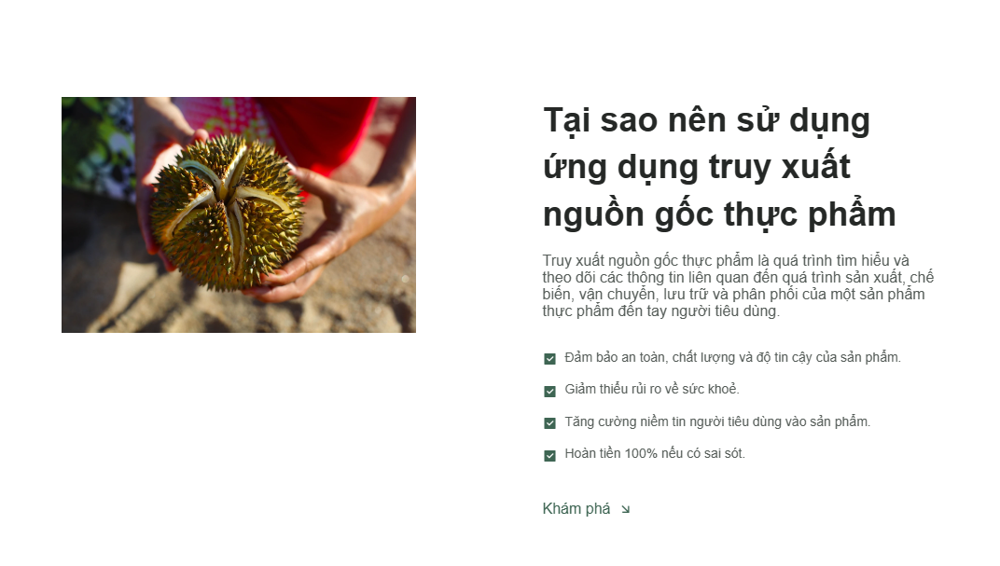 Tại sao nên sử dụng
ứng dụng truy xuất
nguồn gốc thực phẩm
Truy xuất nguồn gốc thực phẩm là quá trình tìm hiểu và
theo dõi các thông tin liên quan đến quá trình sản xuất, chế
biến, vận chuyển, lưu trữ và phân phối của một sản phẩm
thực phẩm đến tay người tiêu dùng.
Đảm bảo an toàn, chất lượng và độ tin cậy của sản phẩm.
Giảm thiểu rủi ro về sức khoẻ.
Tăng cường niềm tin người tiêu dùng vào sản phẩm.
Hoàn tiền 100% nếu có sai sót.
Khám phá